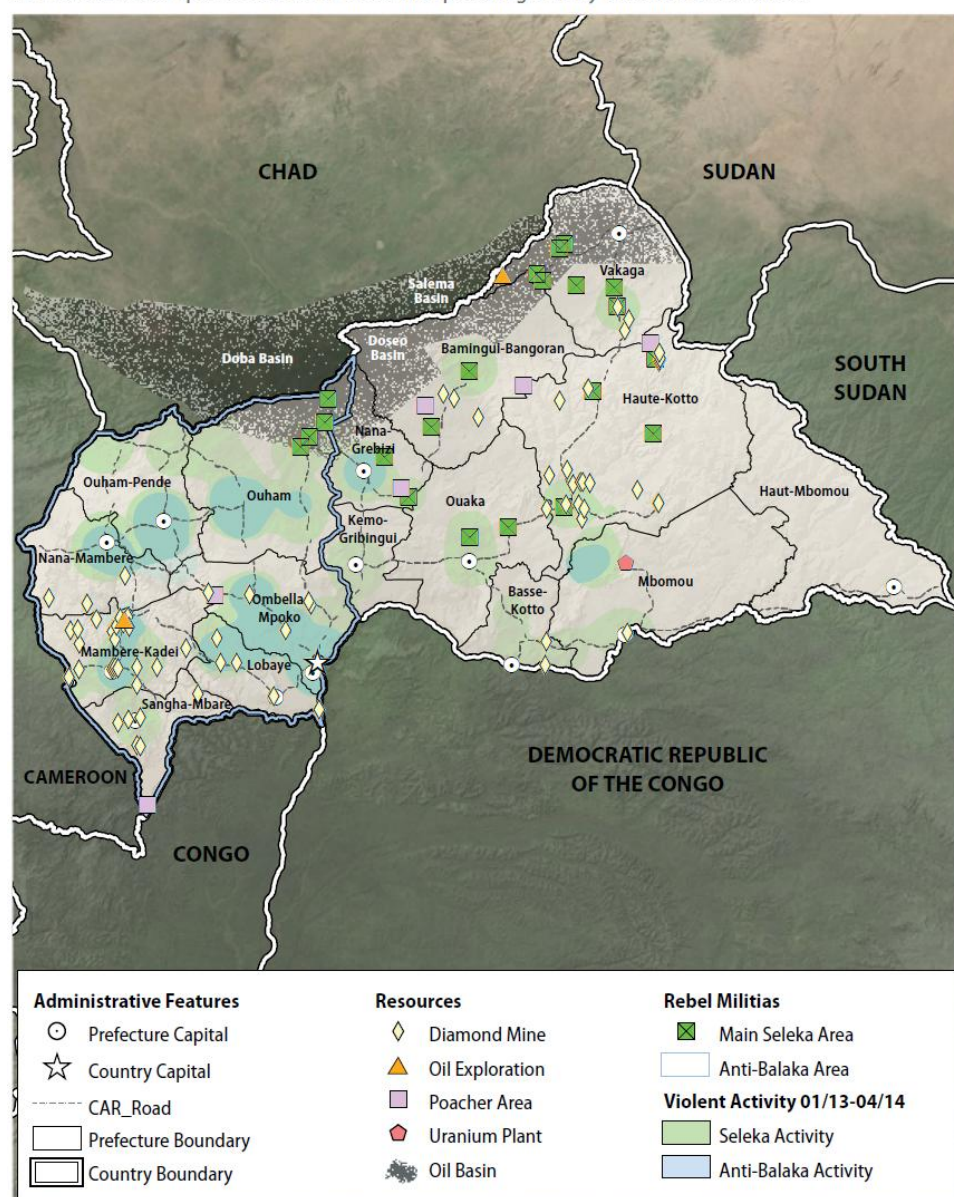 CHAD
SUDAN
Vakaga
Salema
Basin
Doseo
Basin
Doba Basin
Bamingui-Bangoran
SOUTH
SUDAN
Haute-Kotto
Nana-
Grebizi
Ouham-Pende
Ouham
Ouaka
Haut-Mbomou
Kemo-
Gribingui
Nana-Mambere
Mbomou
Basse-
Kotto
Ombella
Mpoko
Mambere-Kadei
Lobaye
Sangha-Mbare
DEMOCRATIC REPUBLIC
OF THE CONGO
CAMEROON
CONGO
Administrative Features
Prefecture Capital
Country Capital
CAR_Road
Prefecture Boundary
Country Boundary
Resources
Diamond Mine
Oil Exploration
Poacher Area
Uranium Plant
Oil Basin
Rebel Militias
Main Seleka Area
Anti-Balaka Area
Violent Activity 01/13-04/14
Seleka Activity
Anti-Balaka Activity